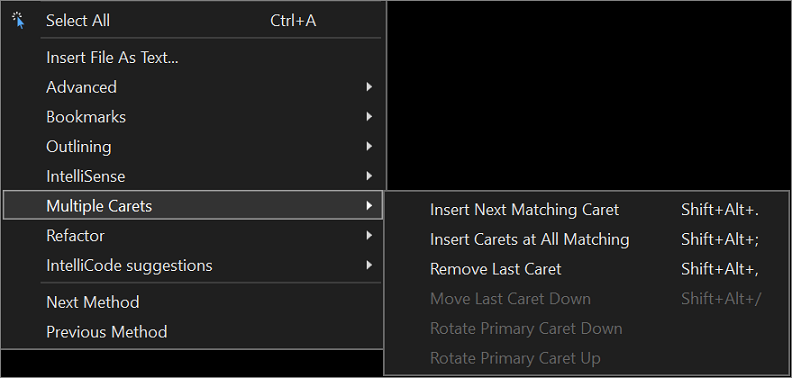 Select All Ctrl+A
Insert File As Text...
Advanced
Bookmarks
Outlining
IntelliSense
Multiple Carets
Refactor
IntelliCode suggestions
Next Method
Previous Method
Insert Next Matching Caret Shift+Alt+.
Insert Carets at All Matching Shift+Alt+;
Remove Last Caret Shift+Alt+,
Move Last Caret Down Shift+Alt+/
Rotate Primary Caret Down
Rotate Primary Caret Up